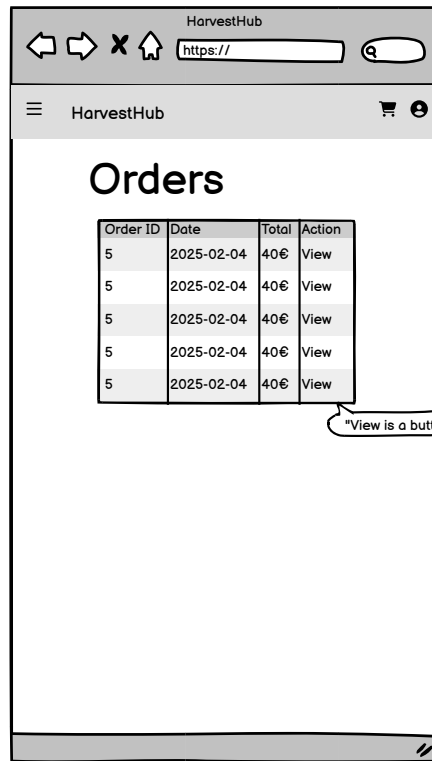 HarvestHub
https://
HarvestHub
Orders
Order ID Date Total Action
5 2025-02-04 40€ View
5 2025-02-04 40€ View
5 2025-02-04 40€ View
5 2025-02-04 40€ View
5 2025-02-04 40€ View
"View is a